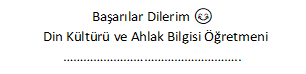 Başarılar Dilerim 😊
Din Kültürü ve Ahlak Bilgisi Öğretmeni
……………………………………………………..